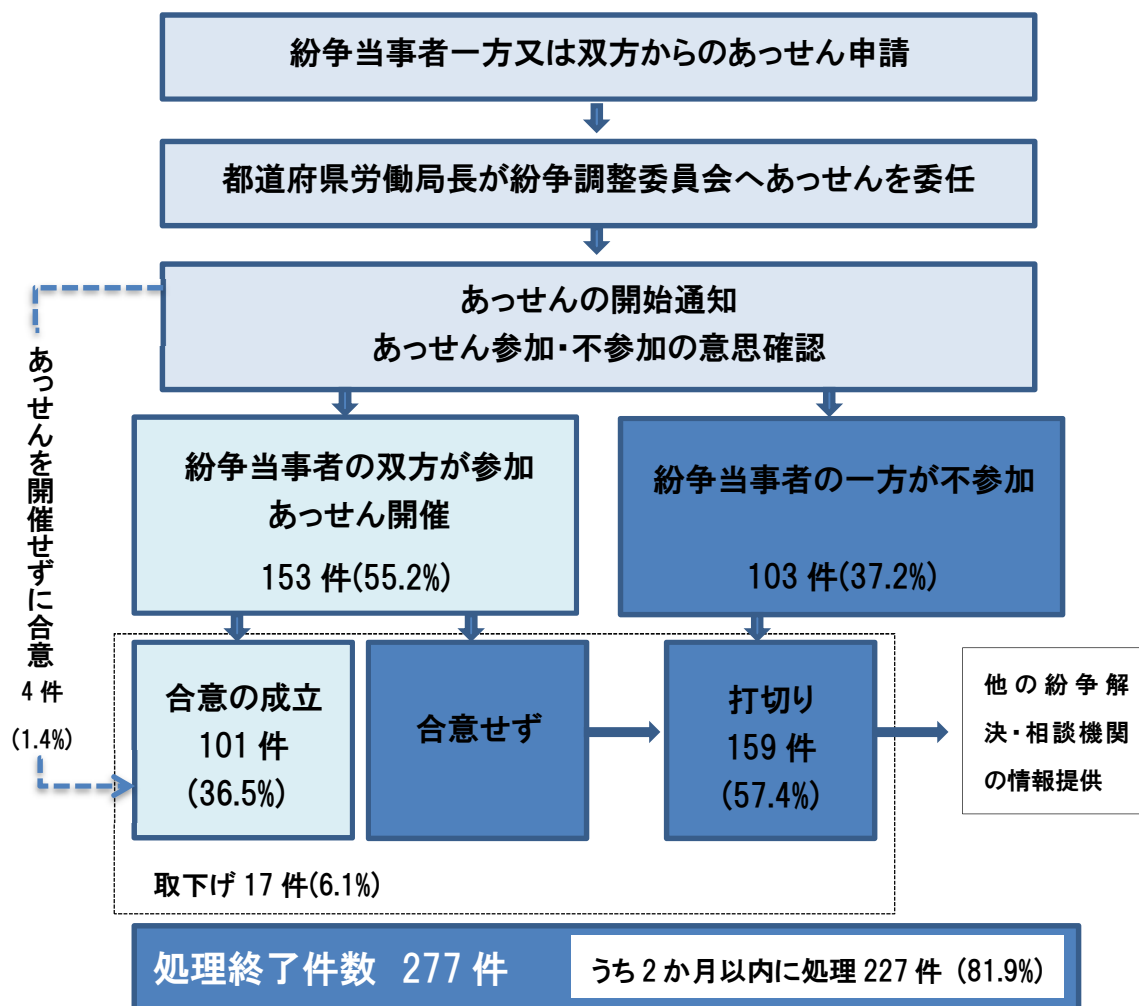 紛争当事者一方又は双方からのあっせん申請
都道府県労働局長が紛争調整委員会へあっせんを委任
あっせんの開始通知
あっせん参加・不参加の意思確認
あっせんを開催せずに合意
4 件
(1.4%)
紛争当事者の双方が参加
あっせん開催
153 件(55.2%)
紛争当事者の一方が不参加
103 件(37.2%)
合意の成立
101 件
(36.5%)
合意せず
打切り
159 件
(57.4%)
他の紛争解
決・相談機関
の情報提供
取下げ 17 件(6.1%)
処理終了件数 277 件
うち 2 か月以内に処理 227 件 (81.9%)